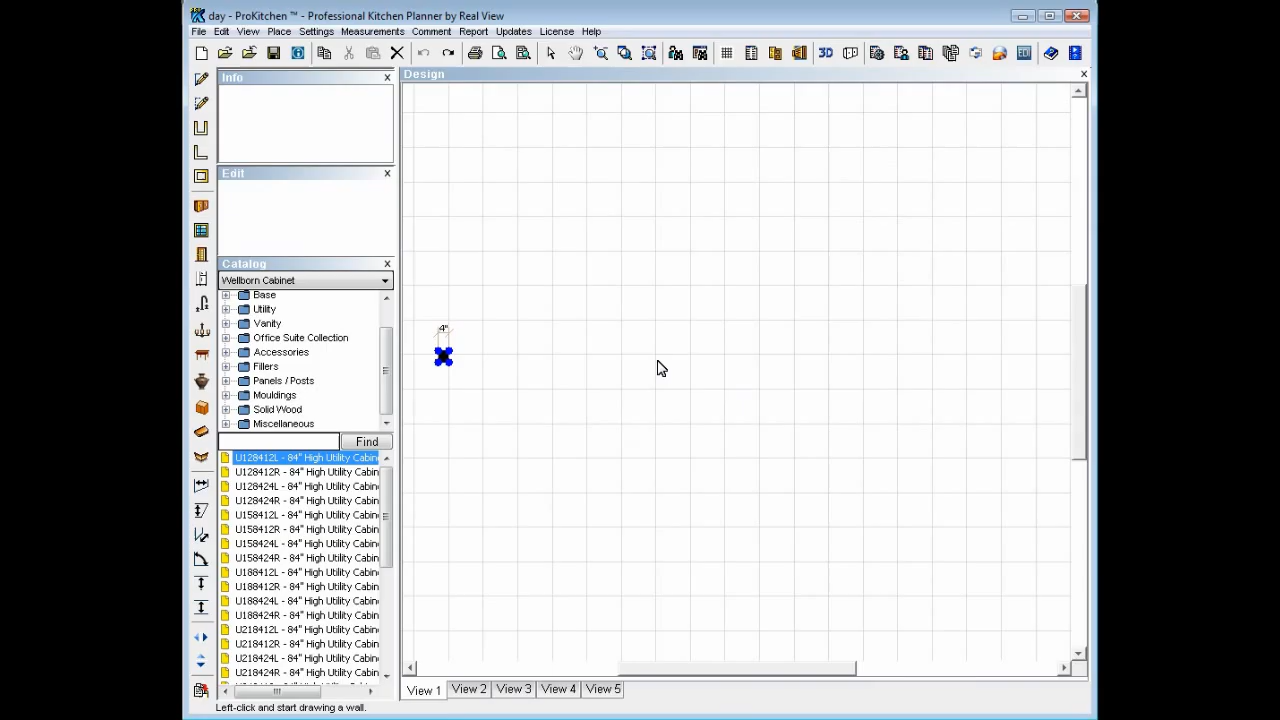 day - ProKitchen ™ - Professional Kitchen Planner by Real View
File Edit View Place Settings Measurements Comment Report Updates License Help
3D
Info
Edit
Catalog
Wellborn Cabinet
Base
Utility
Vanity
Office Suite Collection
Accessories
Fillers
Panels / Posts
Mouldings
Solid Wood
Miscellaneous
Find
U128412L - 84" High Utility Cabin
U128412R - 84" High Utility Cabin
U128424L - 84" High Utility Cabin
U128424R - 84" High Utility Cabin
U158412L - 84" High Utility Cabin
U158412R - 84" High Utility Cabin
U158424L - 84" High Utility Cabin
U158424R - 84" High Utility Cabin
U188412L - 84" High Utility Cabin
U188412R - 84" High Utility Cabin
U188424L - 84" High Utility Cabin
U188424R - 84" High Utility Cabin
U218412L - 84" High Utility Cabin
U218412R - 84" High Utility Cabin
U218424L - 84" High Utility Cabin
U218424R - 84" High Utility Cabin
Design
4"
View 1 View 2 View 3 View 4 View 5
Left-click and start drawing a wall.